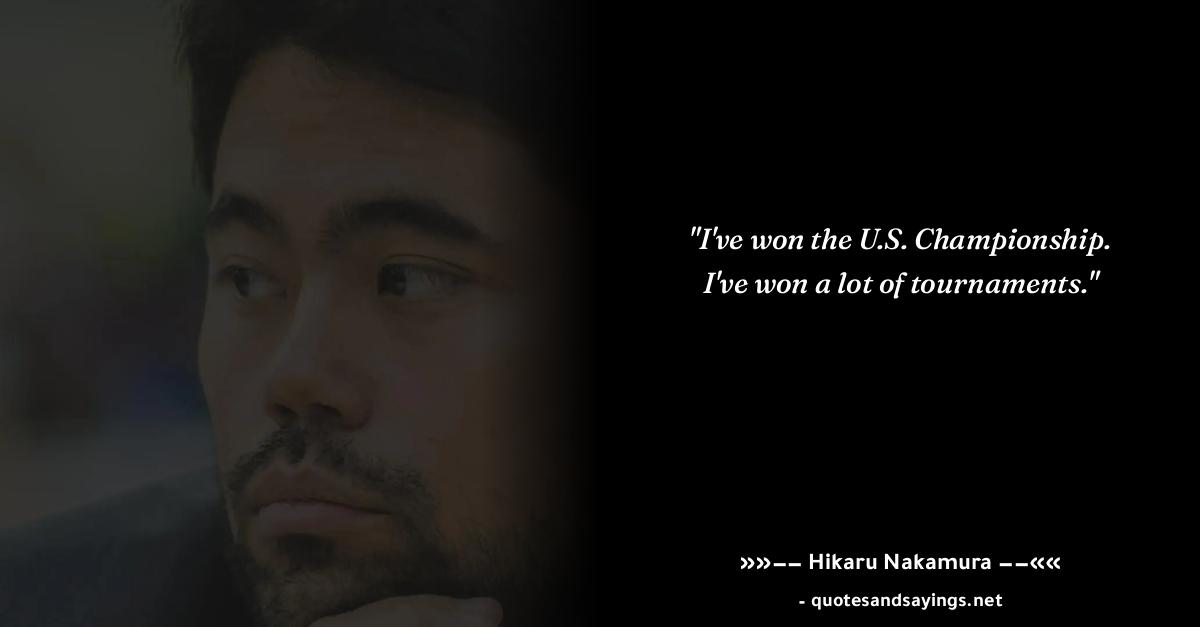 "I've won the U.S. Championship.
I've won a lot of tournaments."
»»−− Hikaru Nakamura −−««
- quotesandsayings.net